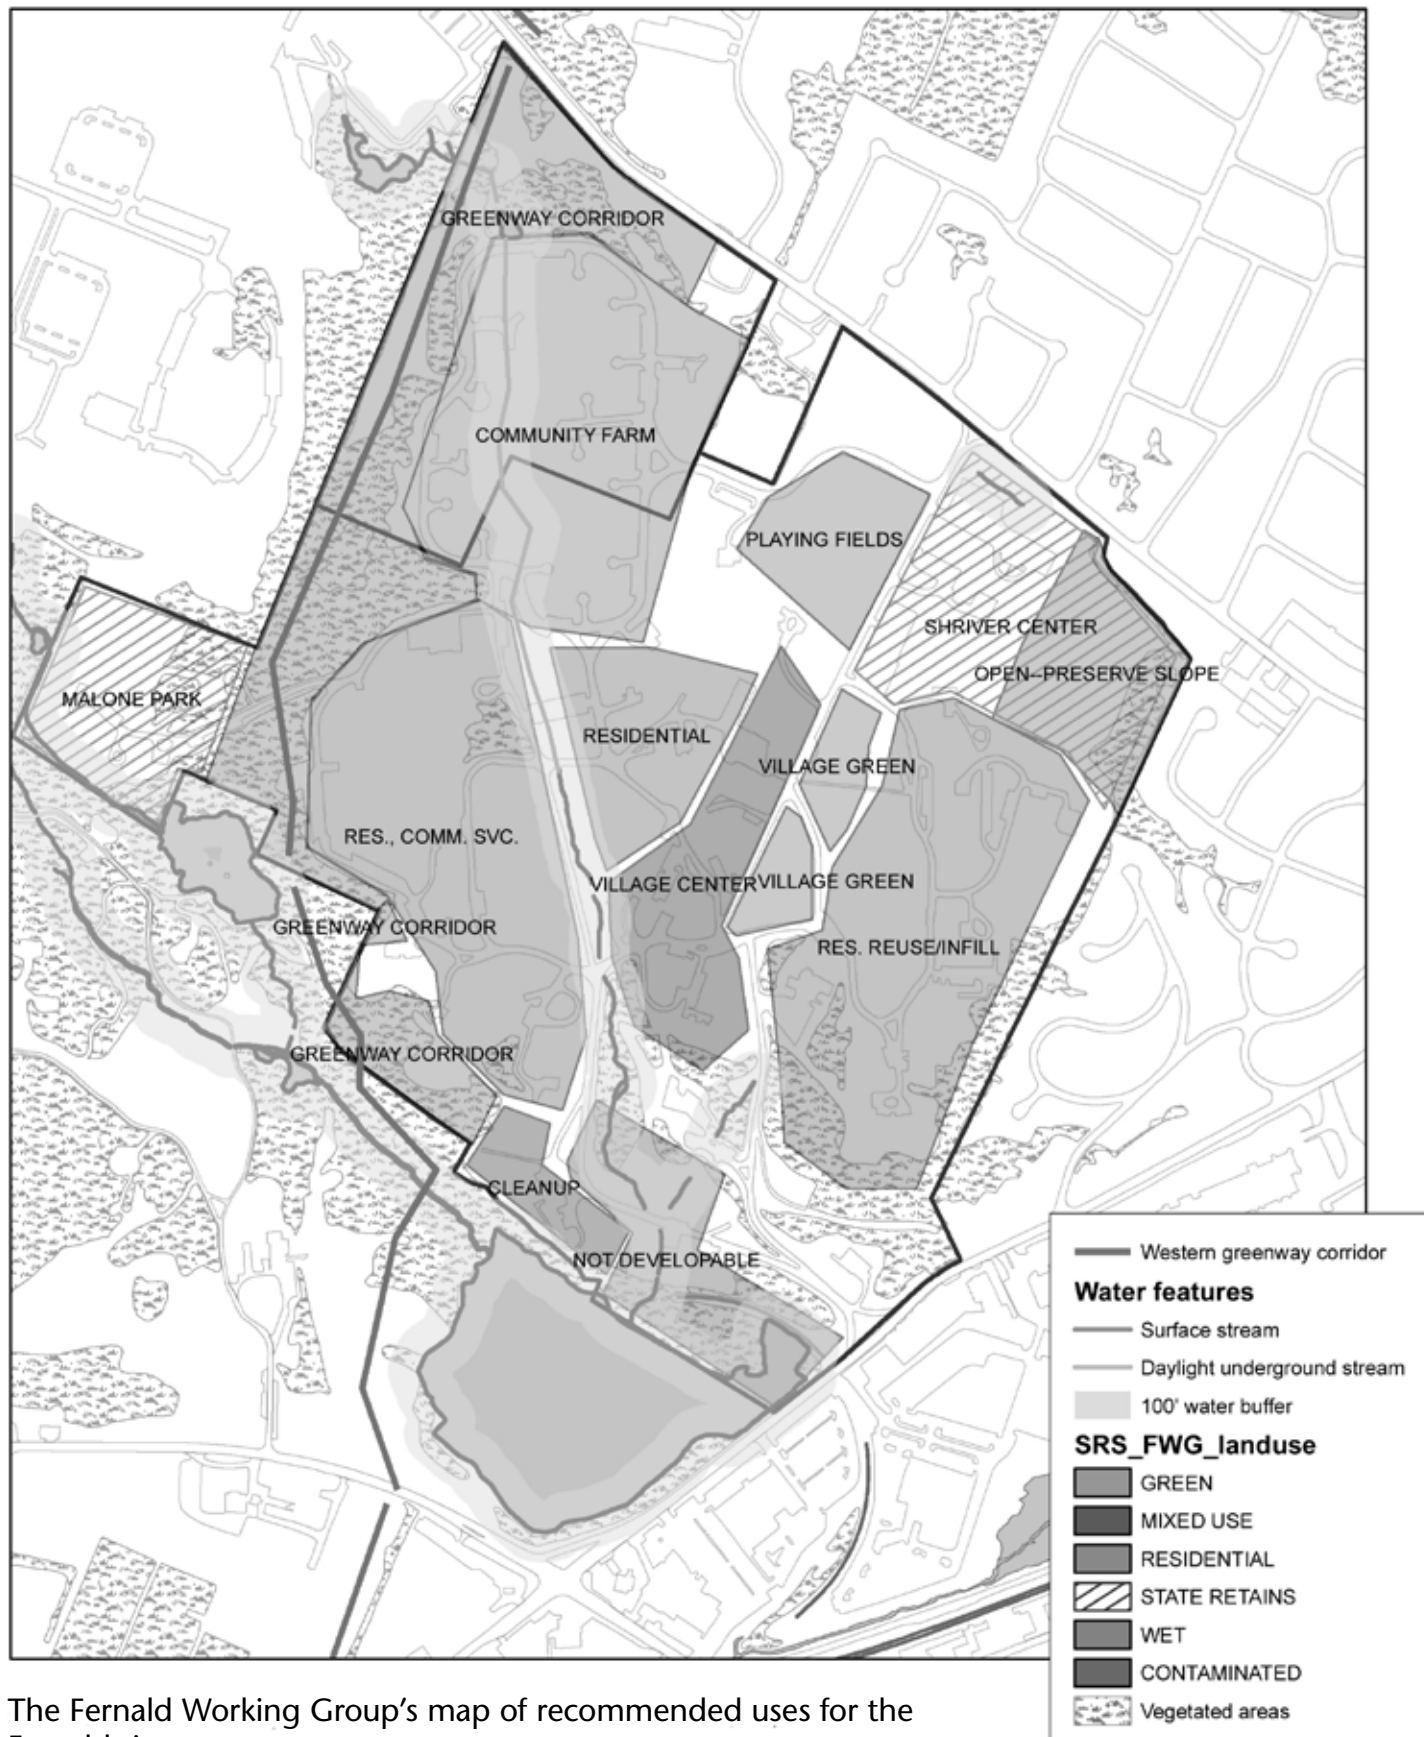 GREENWAY CORRIDOR
COMMUNITY FARM
PLAYING FIELDS
SHRIVER CENTER
OPEN--PRESERVE SLOPE
MALONE PARK
RESIDENTIAL
VILLAGE GREEN
RES., COMM. SVC.
VILLAGE CENTER
VILLAGE GREEN
GREENWAY CORRIDOR
RES. REUSE/INFILL
GREENWAY CORRIDOR
CLEANUP
NOT DEVELOPABLE
Western greenway corridor
Water features
Surface stream
Daylight underground stream
100' water buffer
SRS_FWG_landuse
GREEN
MIXED USE
RESIDENTIAL
STATE RETAINS
WET
CONTAMINATED
Vegetated areas
The Fernald Working Group's map of recommended uses for the